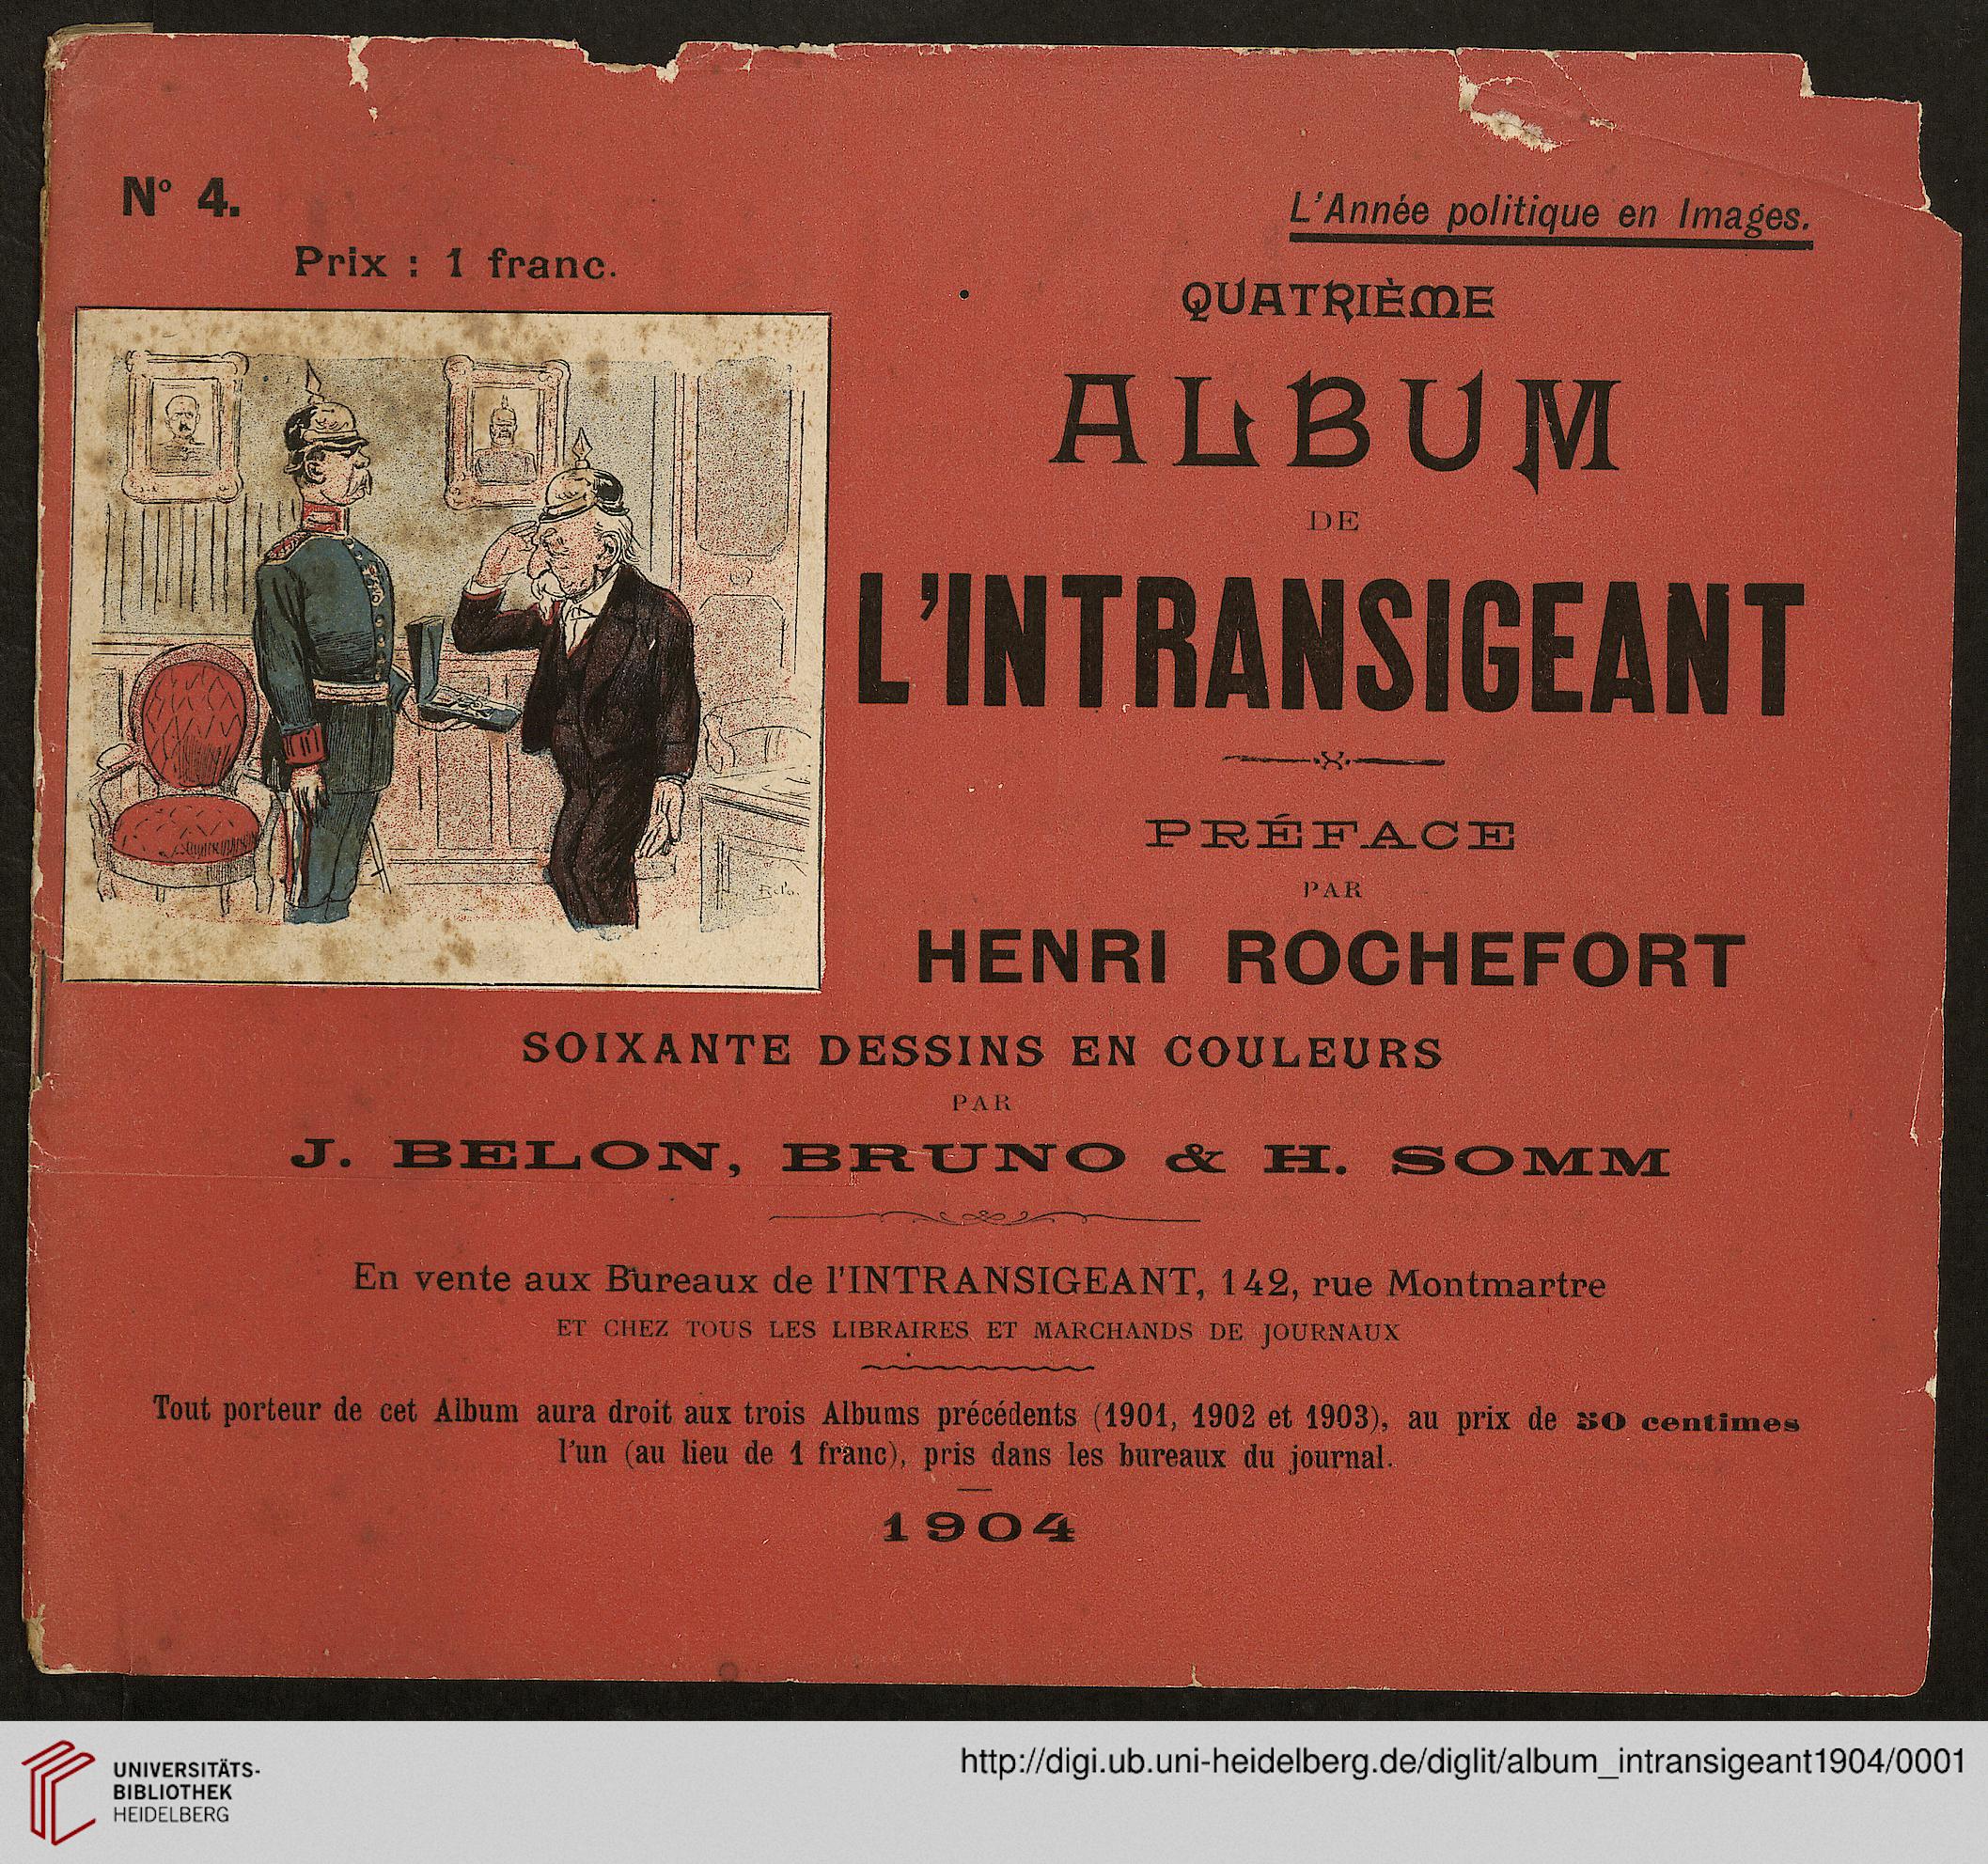 N° 4.
Prix : 1 franc.
L'Année politique en Images.
QUATRIÈME
ALBUM
DE
L'INTRANSIGEANT
PRÉFACE
PAR
HENRI ROCHEFORT
SOIXANTE DESSINS EN COULEURS
PAR
J. BELON, BRUNO & H. SOMM
En vente aux Bureaux de l'INTRANSIGEANT, 142, rue Montmartre
ET CHEZ TOUS LES LIBRAIRES ET MARCHANDS DE JOURNAUX
Tout porteur de cet Album aura droit aux trois Albums précédents (1901, 1902 et 1903), au prix de 50 centimes
l'un (au lieu de 1 franc), pris dans les bureaux du journal.
1904
UNIVERSITÄTS-
BIBLIOTHEK
HEIDELBERG
http://digi.ub.uni-heidelberg.de/diglit/album_intransigeant1904/0001